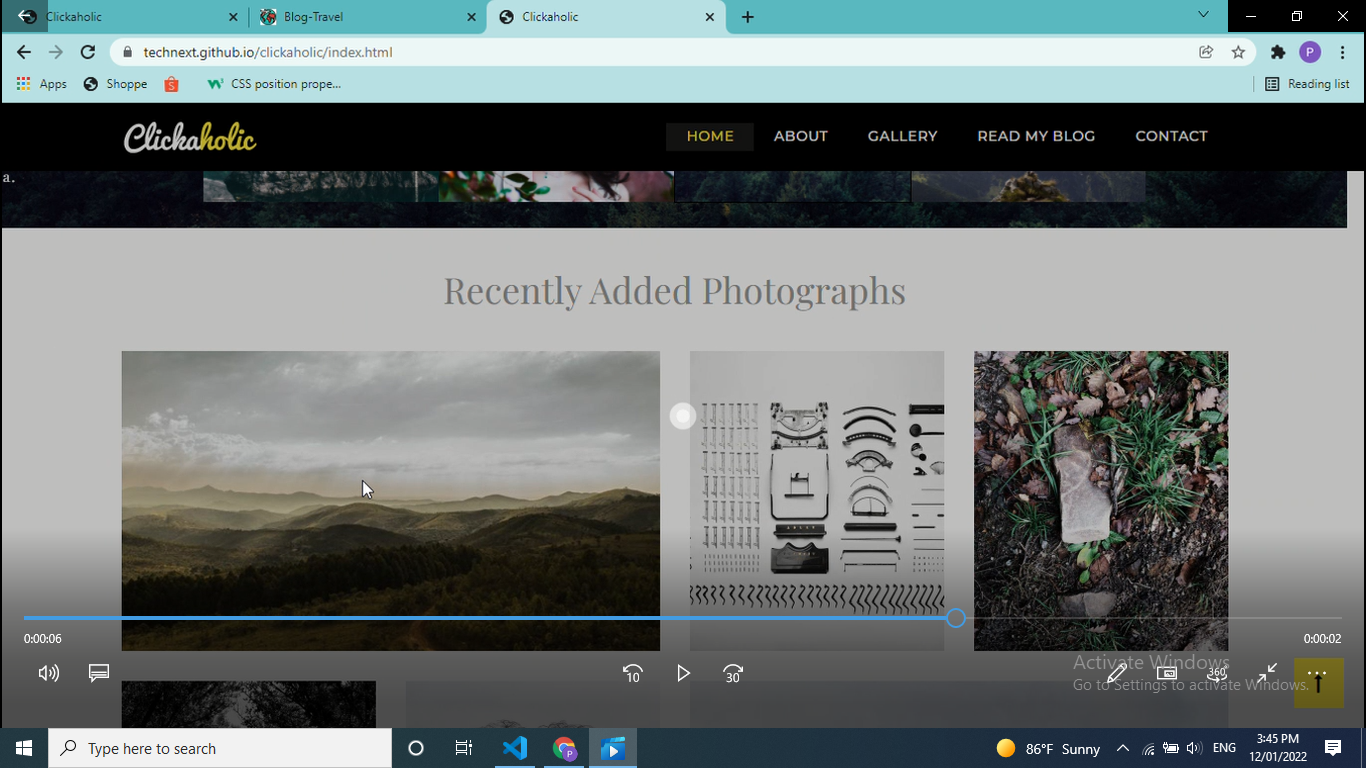 Clickaholic
Blog-Travel
Clickaholic
technext.github.io/clickaholic/index.html
P
Apps
Shoppe
CSS position prope...
Reading list
Clickaholic
HOME
ABOUT
GALLERY
READ MY BLOG
CONTACT
a.
Recently Added Photographs
0:00:06
0:00:02
10
30
360
Activate Windows
Go to Settings to activate Windows.
Type here to search
P
86°F Sunny
ENG
3:45 PM
12/01/2022